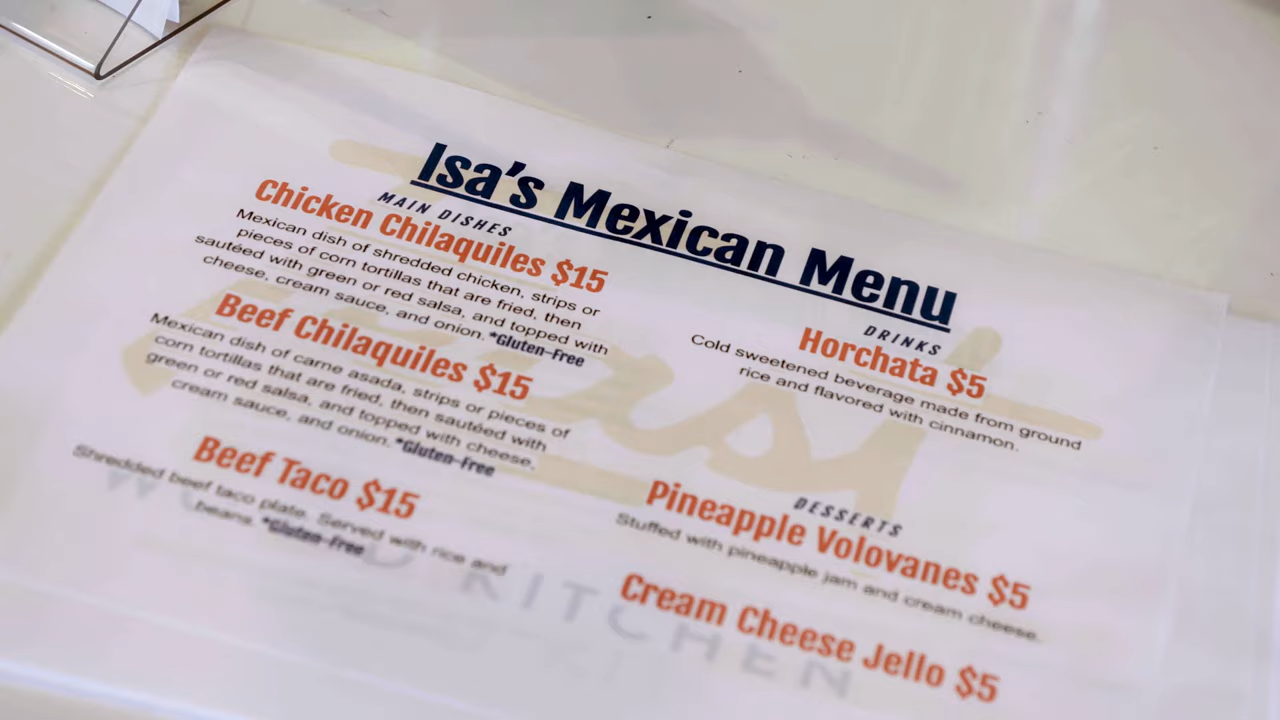 Isa's Mexican Menu
MAIN DISHES
Chicken Chilaquiles $15
Mexican dish of shredded chicken, strips or
pieces of corn tortillas that are fried, then
sautéed with green or red salsa, and topped with
cheese, cream sauce, and onion. *Gluten-Free
Beef Chilaquiles $15
Mexican dish of carne asada, strips or pieces of
corn tortillas that are fried, then sautéed with
green or red salsa, and topped with cheese,
cream sauce, and onion. *Gluten-Free
Beef Taco $15
Shredded beef taco plate. Served with rice and
beans. *Gluten-Free
DRINKS
Horchata $5
Cold sweetened beverage made from ground
rice and flavored with cinnamon.
DESSERTS
Pineapple Volovanes $5
Stuffed with pineapple jam and cream cheese.
Cream Cheese Jello $5
KITCHEN